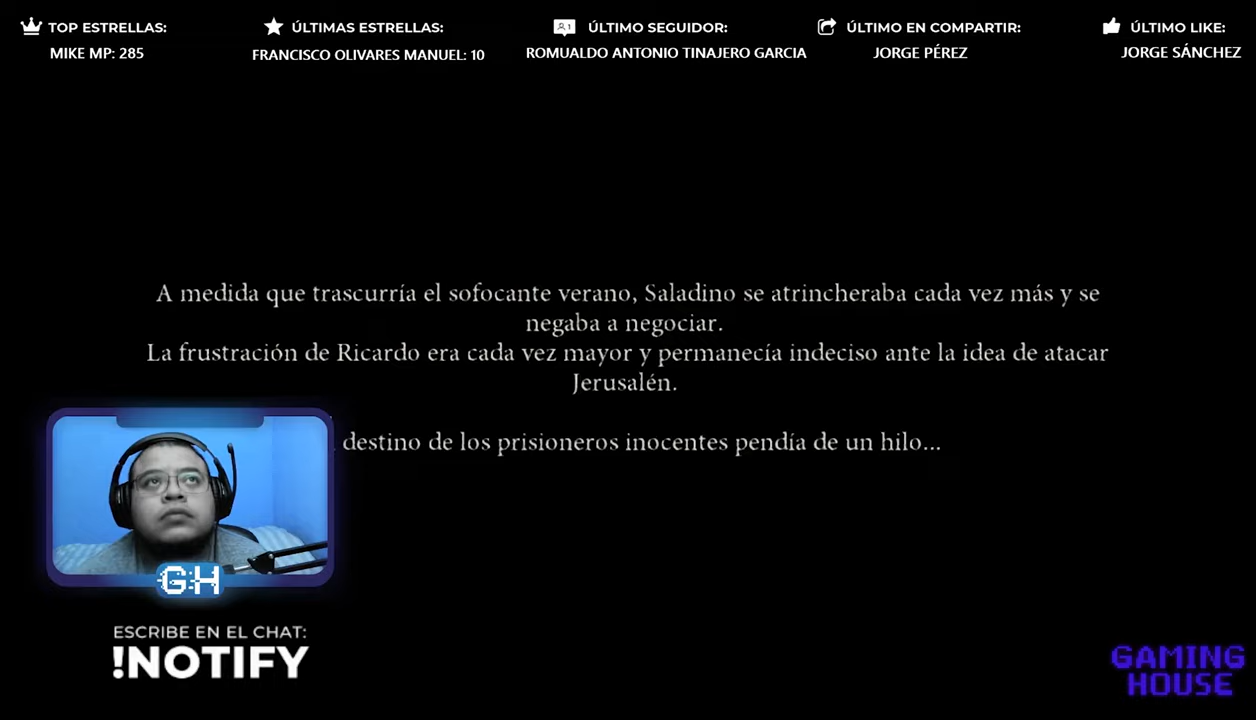 TOP ESTRELLAS:
MIKE MP: 285
ÚLTIMAS ESTRELLAS:
FRANCISCO OLIVARES MANUEL: 10
ÚLTIMO SEGUIDOR:
ROMUALDO ANTONIO TINAJERO GARCIA
ÚLTIMO EN COMPARTIR:
JORGE PÉREZ
ÚLTIMO LIKE:
JORGE SÁNCHEZ
A medida que trascurría el sofocante verano, Saladino se atrincheraba cada vez más y se
negaba a negociar.
La frustración de Ricardo era cada vez mayor y permanecía indeciso ante la idea de atacar
Jerusalén.
destino de los prisioneros inocentes pendía de un hilo...
GH
ESCRIBE EN EL CHAT:
!NOTIFY
GAMING
HOUSE